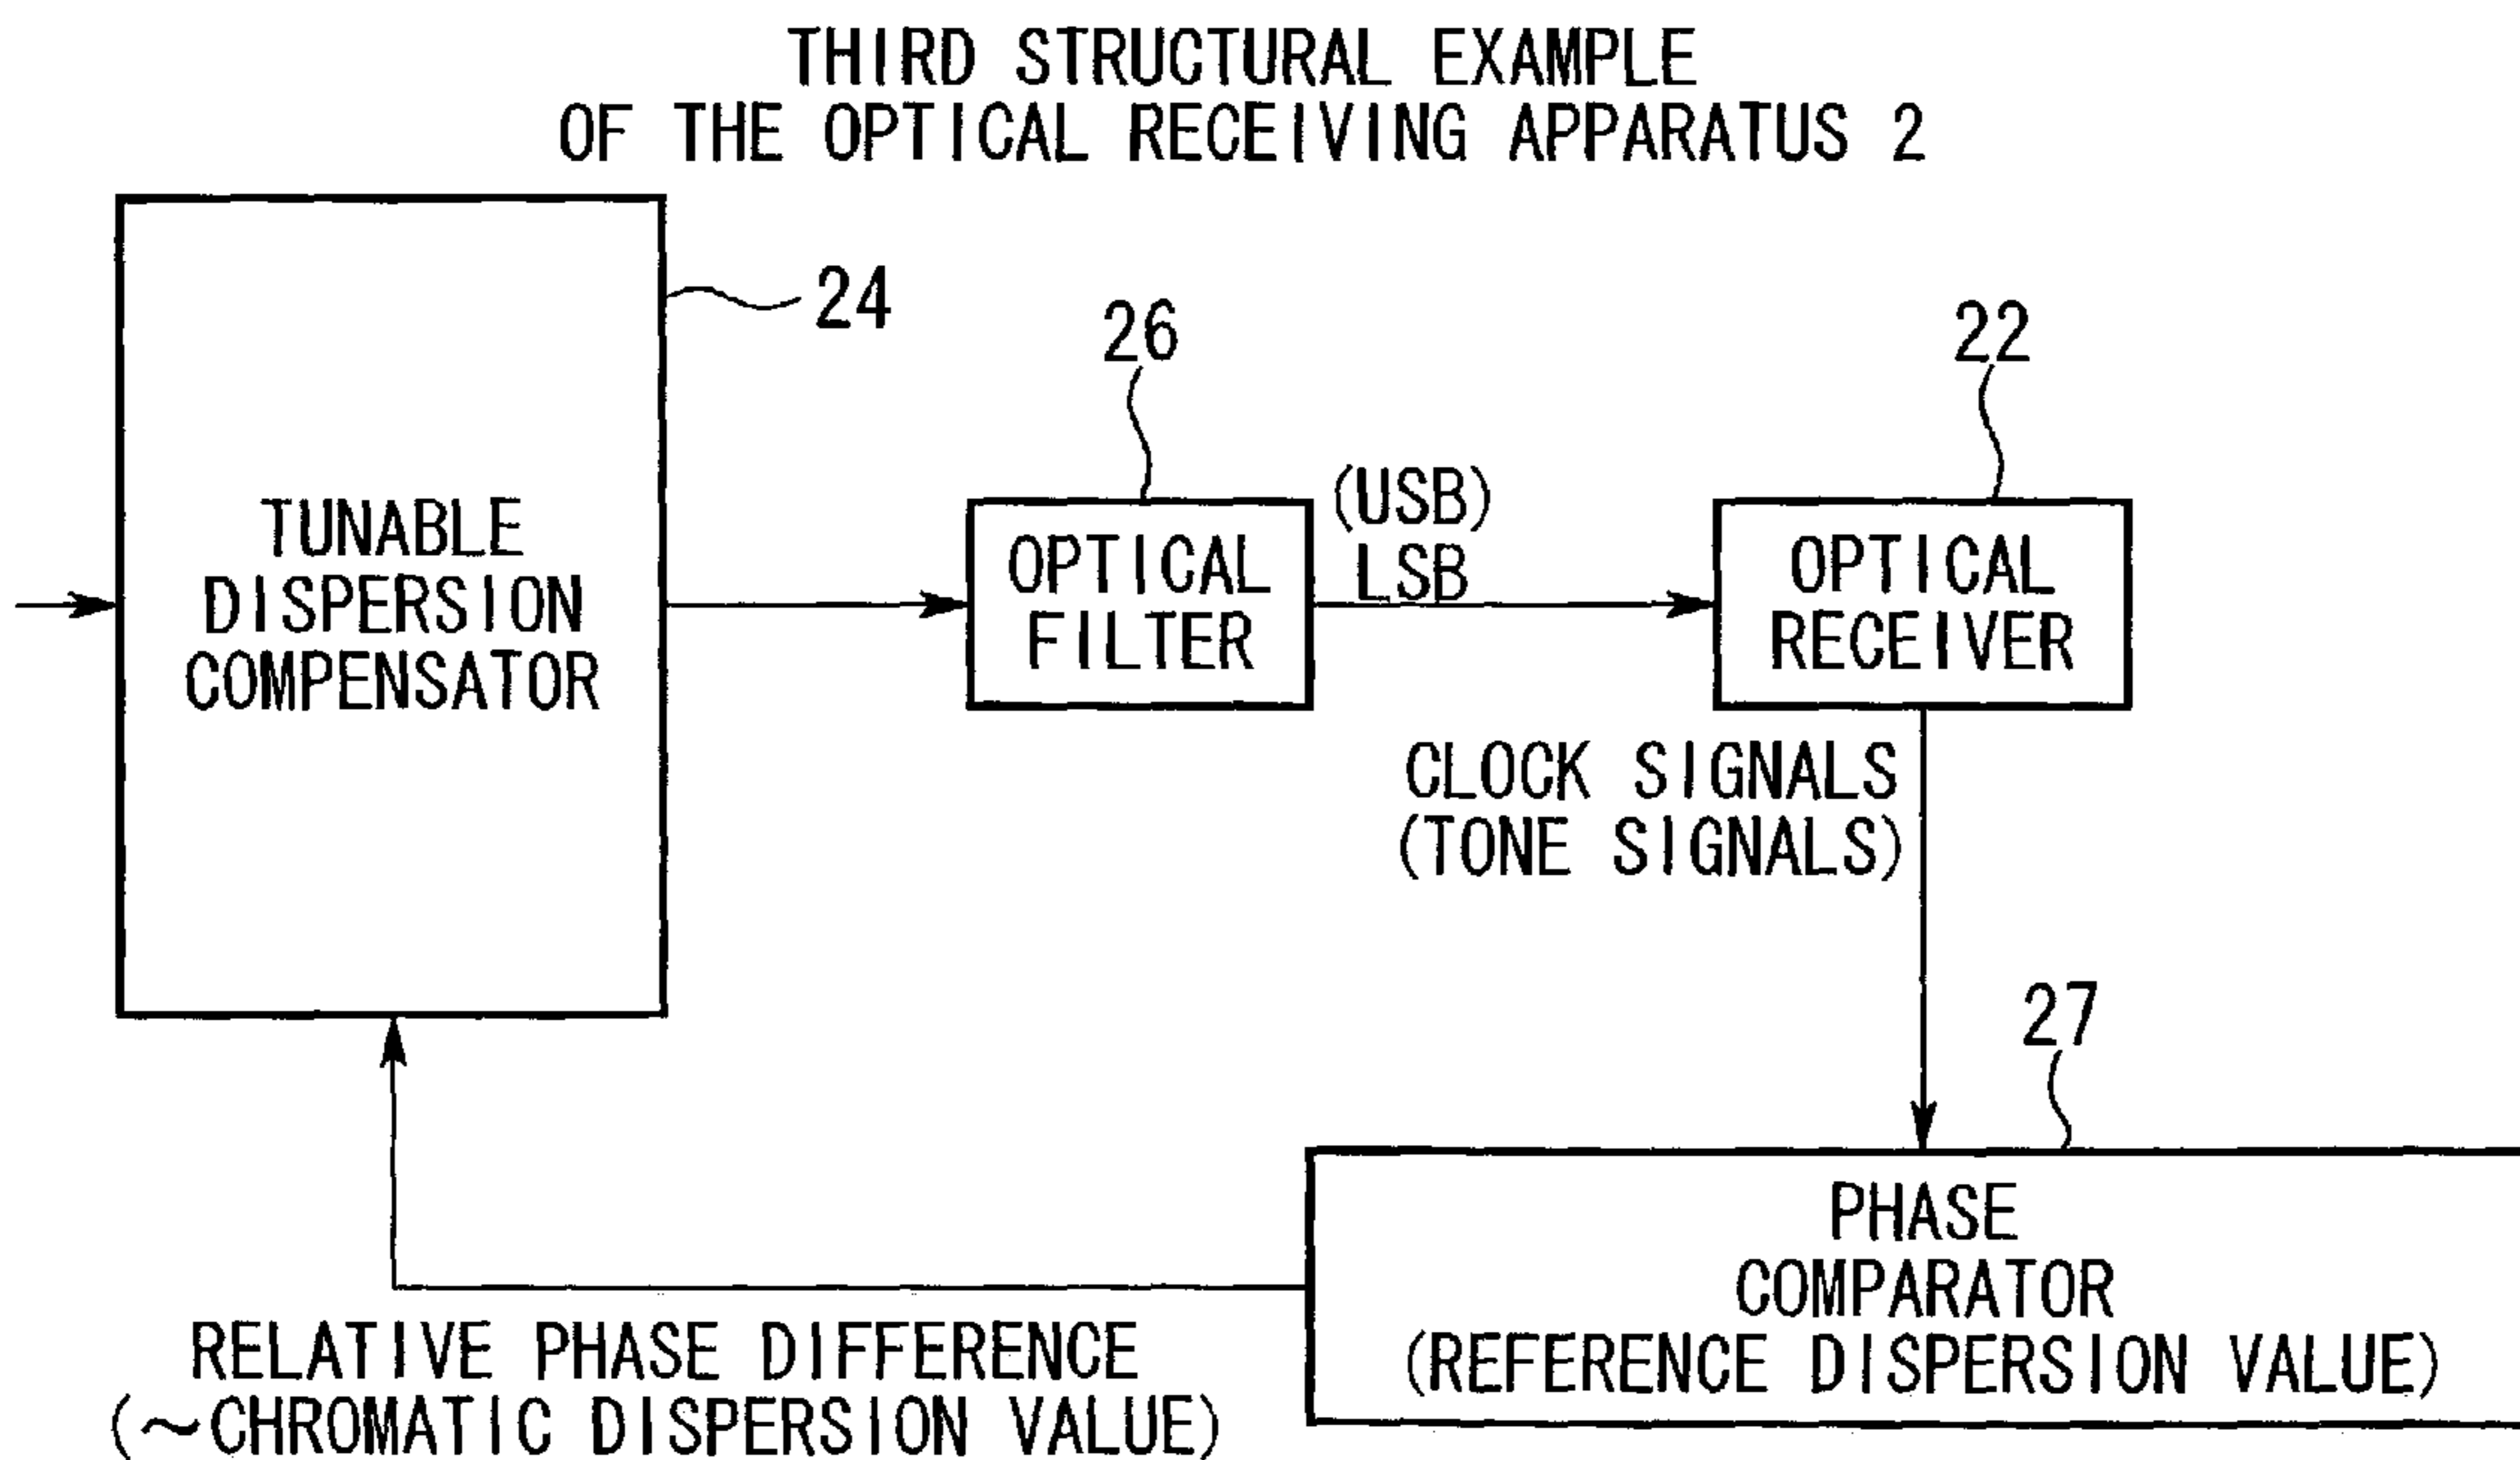 THIRD STRUCTURAL EXAMPLE
OF THE OPTICAL RECEIVING APPARATUS 2
24
26
22
TUNABLE
DISPERSION
COMPENSATOR
OPTICAL
FILTER
(USB)
LSB
OPTICAL
RECEIVER
CLOCK SIGNALS
(TONE SIGNALS)
27
PHASE
COMPARATOR
(REFERENCE DISPERSION VALUE)
RELATIVE PHASE DIFFERENCE
(~CHROMATIC DISPERSION VALUE)